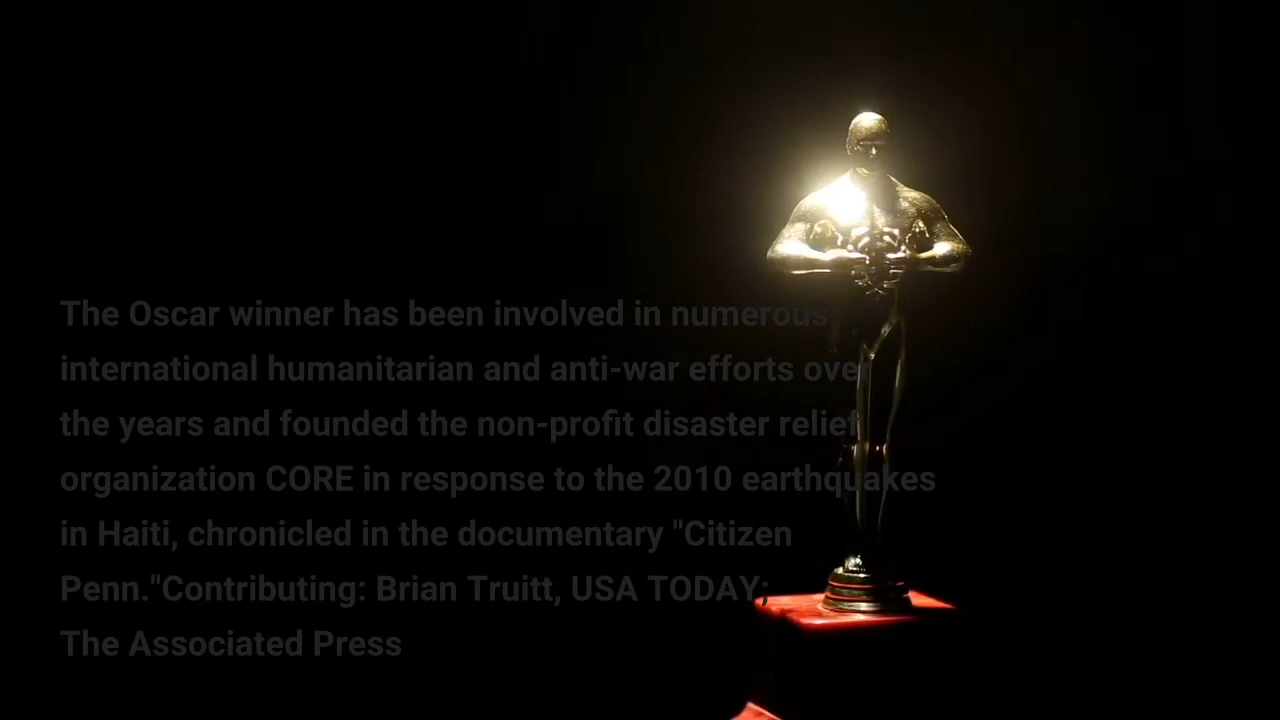 The Oscar winner has been involved in numerous
international humanitarian and anti-war efforts over
the years and founded the non-profit disaster relief
organization CORE in response to the 2010 earthquakes
in Haiti, chronicled in the documentary "Citizen
Penn."Contributing: Brian Truitt, USA TODAY;
The Associated Press